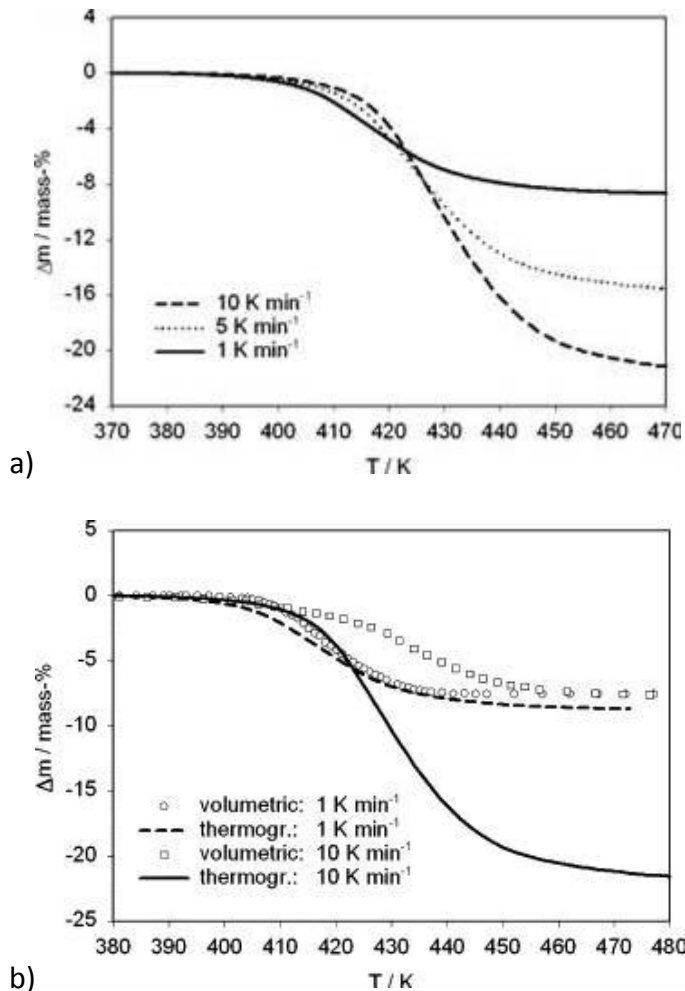 4
0
-4
-8
-12
-16
-20
-24
Δm / mass-%
10 K min⁻¹
5 K min⁻¹
1 K min⁻¹
370 380 390 400 410 420 430 440 450 460 470
T / K
a)
5
0
-5
-10
-15
-20
-25
Δm / mass-%
volumetric: 1 K min⁻¹
thermogr.: 1 K min⁻¹
volumetric: 10 K min⁻¹
thermogr.: 10 K min⁻¹
380 390 400 410 420 430 440 450 460 470 480
T / K
b)